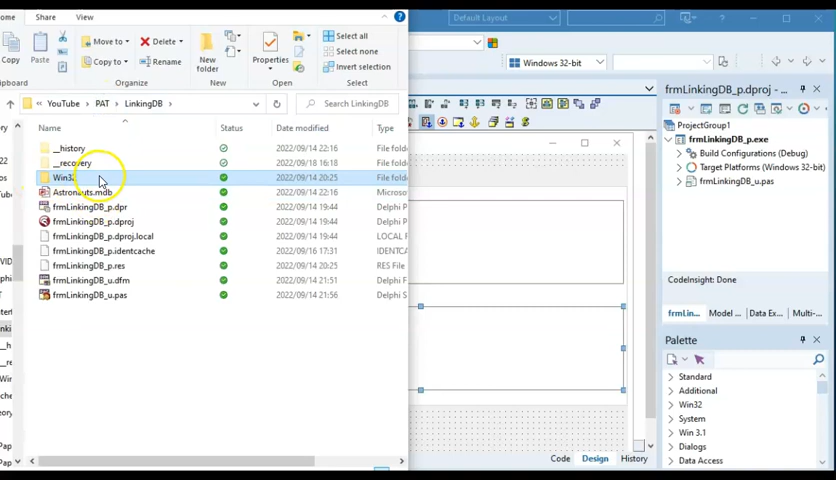 ome
Share
View
Default Layout
Copy
Paste
Move to
Copy to
Delete
Rename
New folder
Properties
Select all
Select none
Invert selection
lipboard
Organize
New
Open
Select
Windows 32-bit
YouTube
PAT
LinkingDB
Search LinkingDB
Name
Status
Date modified
Type
__history
2022/09/14 22:16
File fold
__recovery
2022/09/18 16:18
File fold
Win32
2022/09/14 20:25
File fold
Astronauts.mdb
2022/09/14 22:16
Microso
frmLinkingDB_p.dpr
2022/09/14 19:44
Delphi P
frmLinkingDB_p.dproj
2022/09/14 19:44
Delphi P
frmLinkingDB_p.dproj.local
2022/09/14 19:44
LOCAL F
frmLinkingDB_p.identcache
2022/09/16 17:31
IDENTCA
frmLinkingDB_p.res
2022/09/14 20:25
RES File
frmLinkingDB_u.dfm
2022/09/14 21:51
Delphi F
frmLinkingDB_u.pas
2022/09/14 21:56
Delphi S
frmLinkingDB_p.dproj - ...
ProjectGroup1
frmLinkingDB_p.exe
Build Configurations (Debug)
Target Platforms (Windows 32-bit)
frmLinkingDB_u.pas
CodeInsight: Done
frmLin...
Model ...
Data Ex...
Multi-...
Palette
Standard
Additional
Win32
System
Win 3.1
Dialogs
Data Access
Code
Design
History